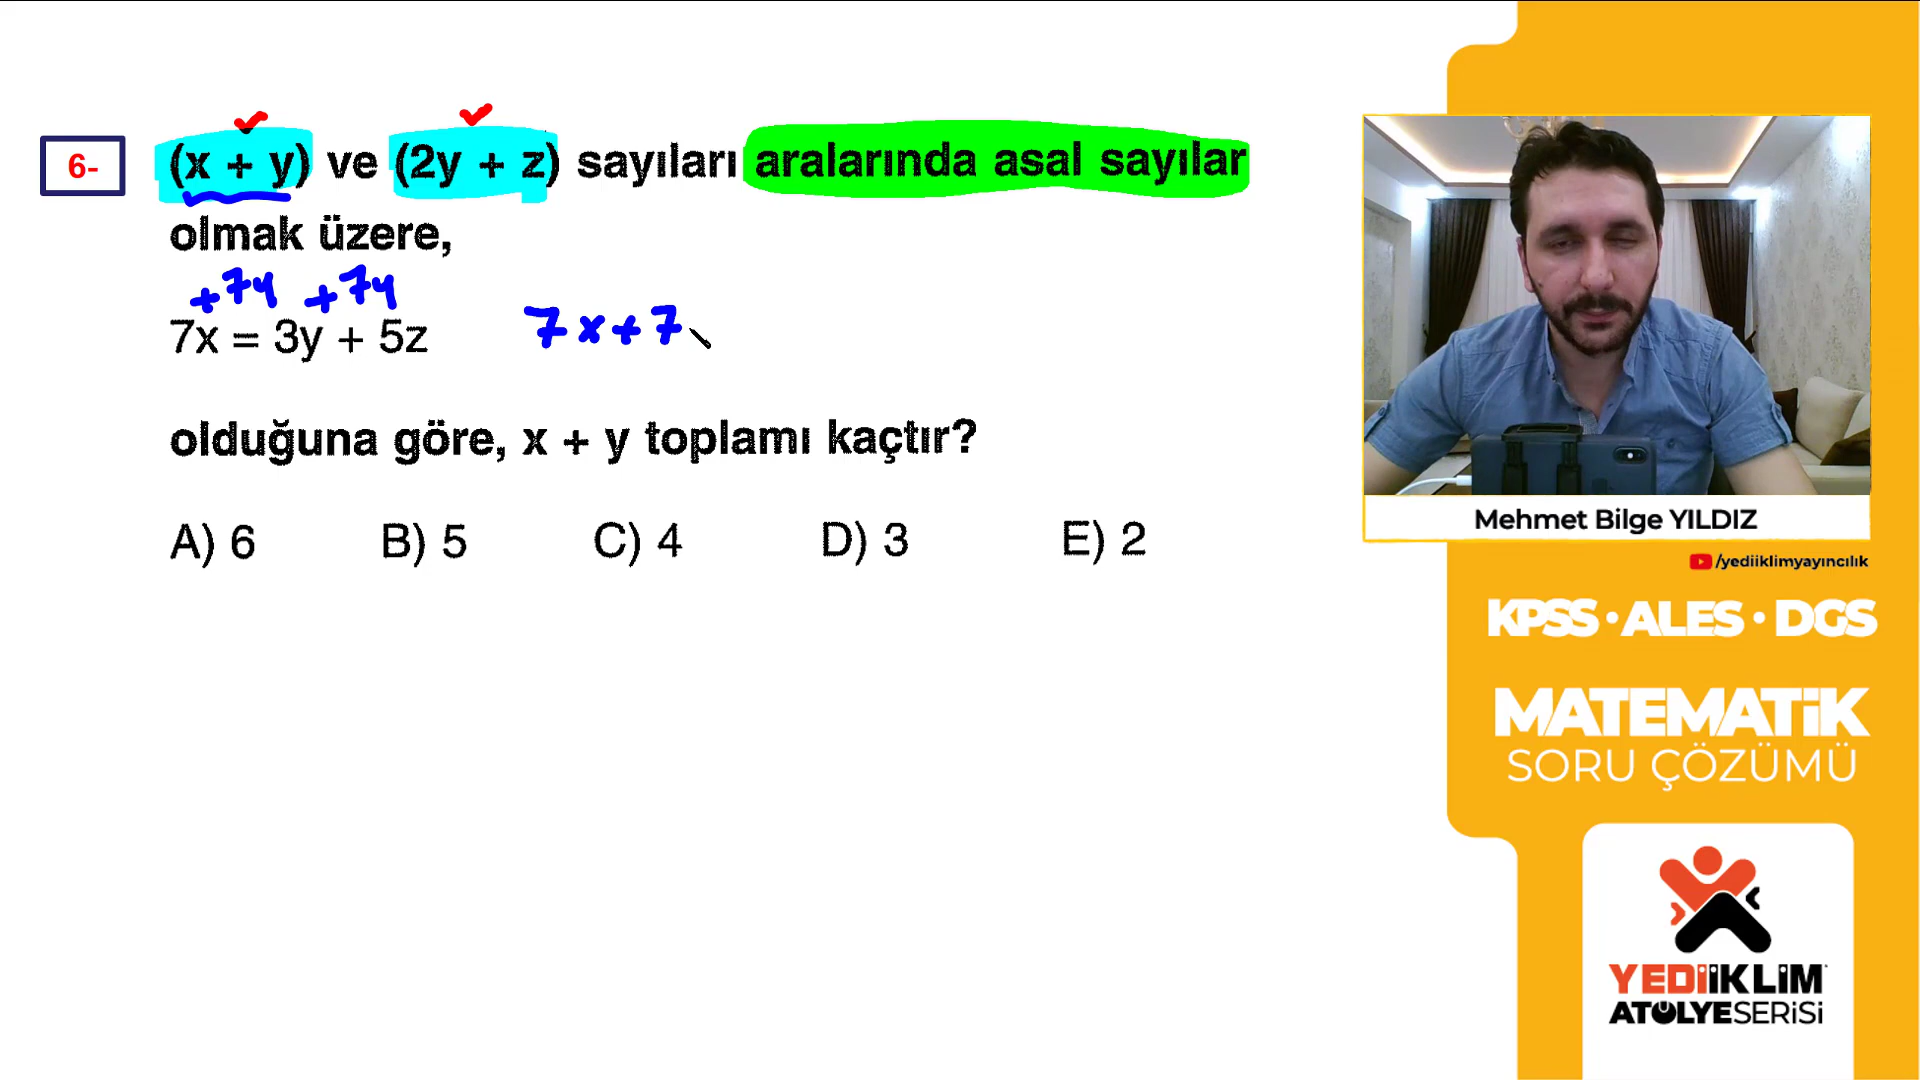 6- (x + y) ve (2y + z) sayıları aralarında asal sayılar
olmak üzere,
+7y +7y
7x = 3y + 5z 7x+7
olduğuna göre, x + y toplamı kaçtır?
A) 6 B) 5 C) 4 D) 3 E) 2
Mehmet Bilge YILDIZ
/yediiklimyayıncılık
KPSS • ALES • DGS
MATEMATİK
SORU ÇÖZÜMÜ
YEDİİKLİM
ATÖLYESERİSİ